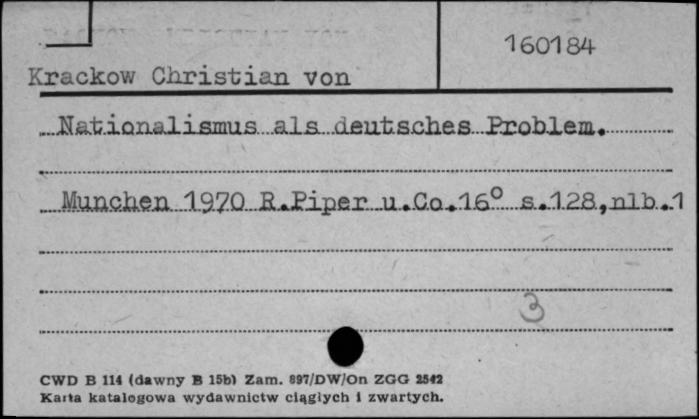 160184
Krackow Christian von
Nationalismus als deutsches Problem.
Munchen 1970 R.Piper u.Co.16° s.128,nlb.1
3
CWD B 114 (dawny B 15b) Zam. 897/DW/On ZGG 2542
Karta katalogowa wydawnictw ciągłych i zwartych.